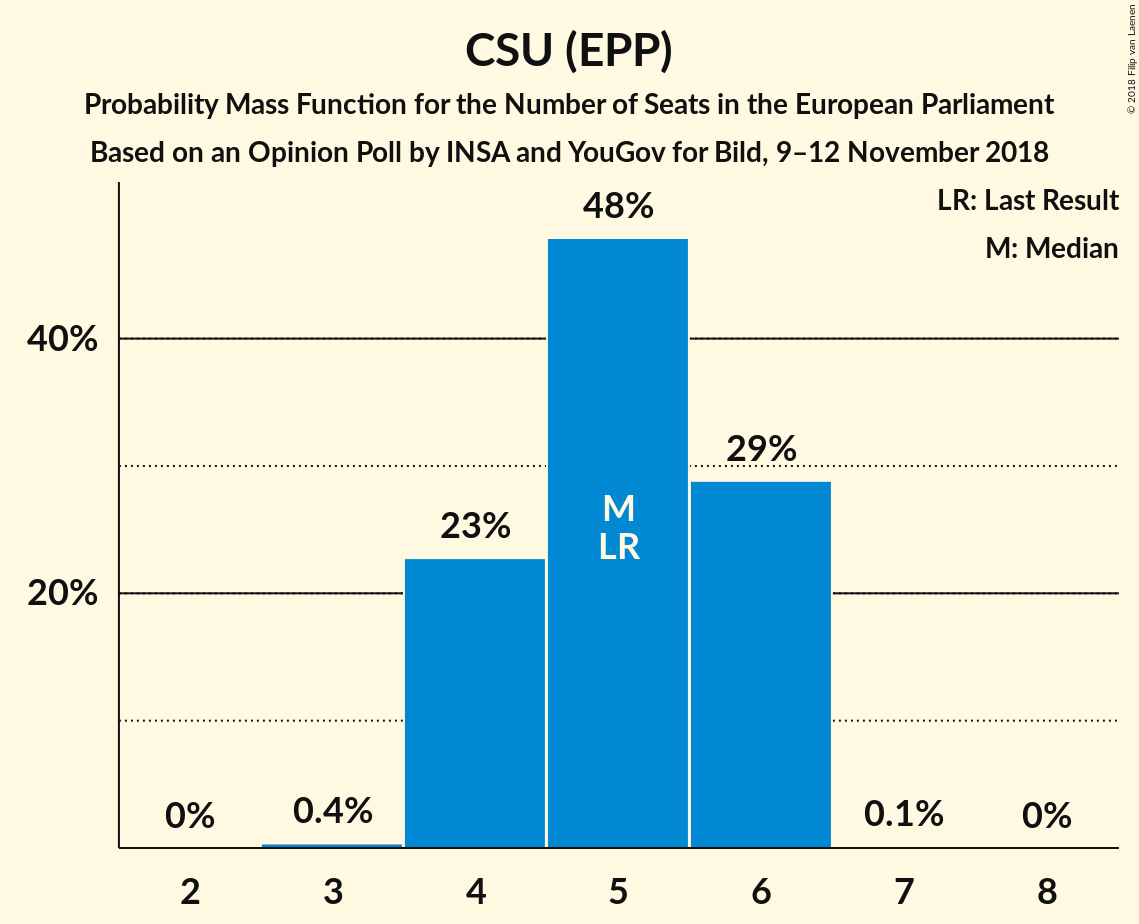 CSU (EPP)
Probability Mass Function for the Number of Seats in the European Parliament
Based on an Opinion Poll by INSA and YouGov for Bild, 9–12 November 2018
© 2018 Filip van Laenen
LR: Last Result
M: Median
48%
40%
29%
M
23%
LR
20%
0%
0.4%
0.1%
0%
2 3 4 5 6 7 8